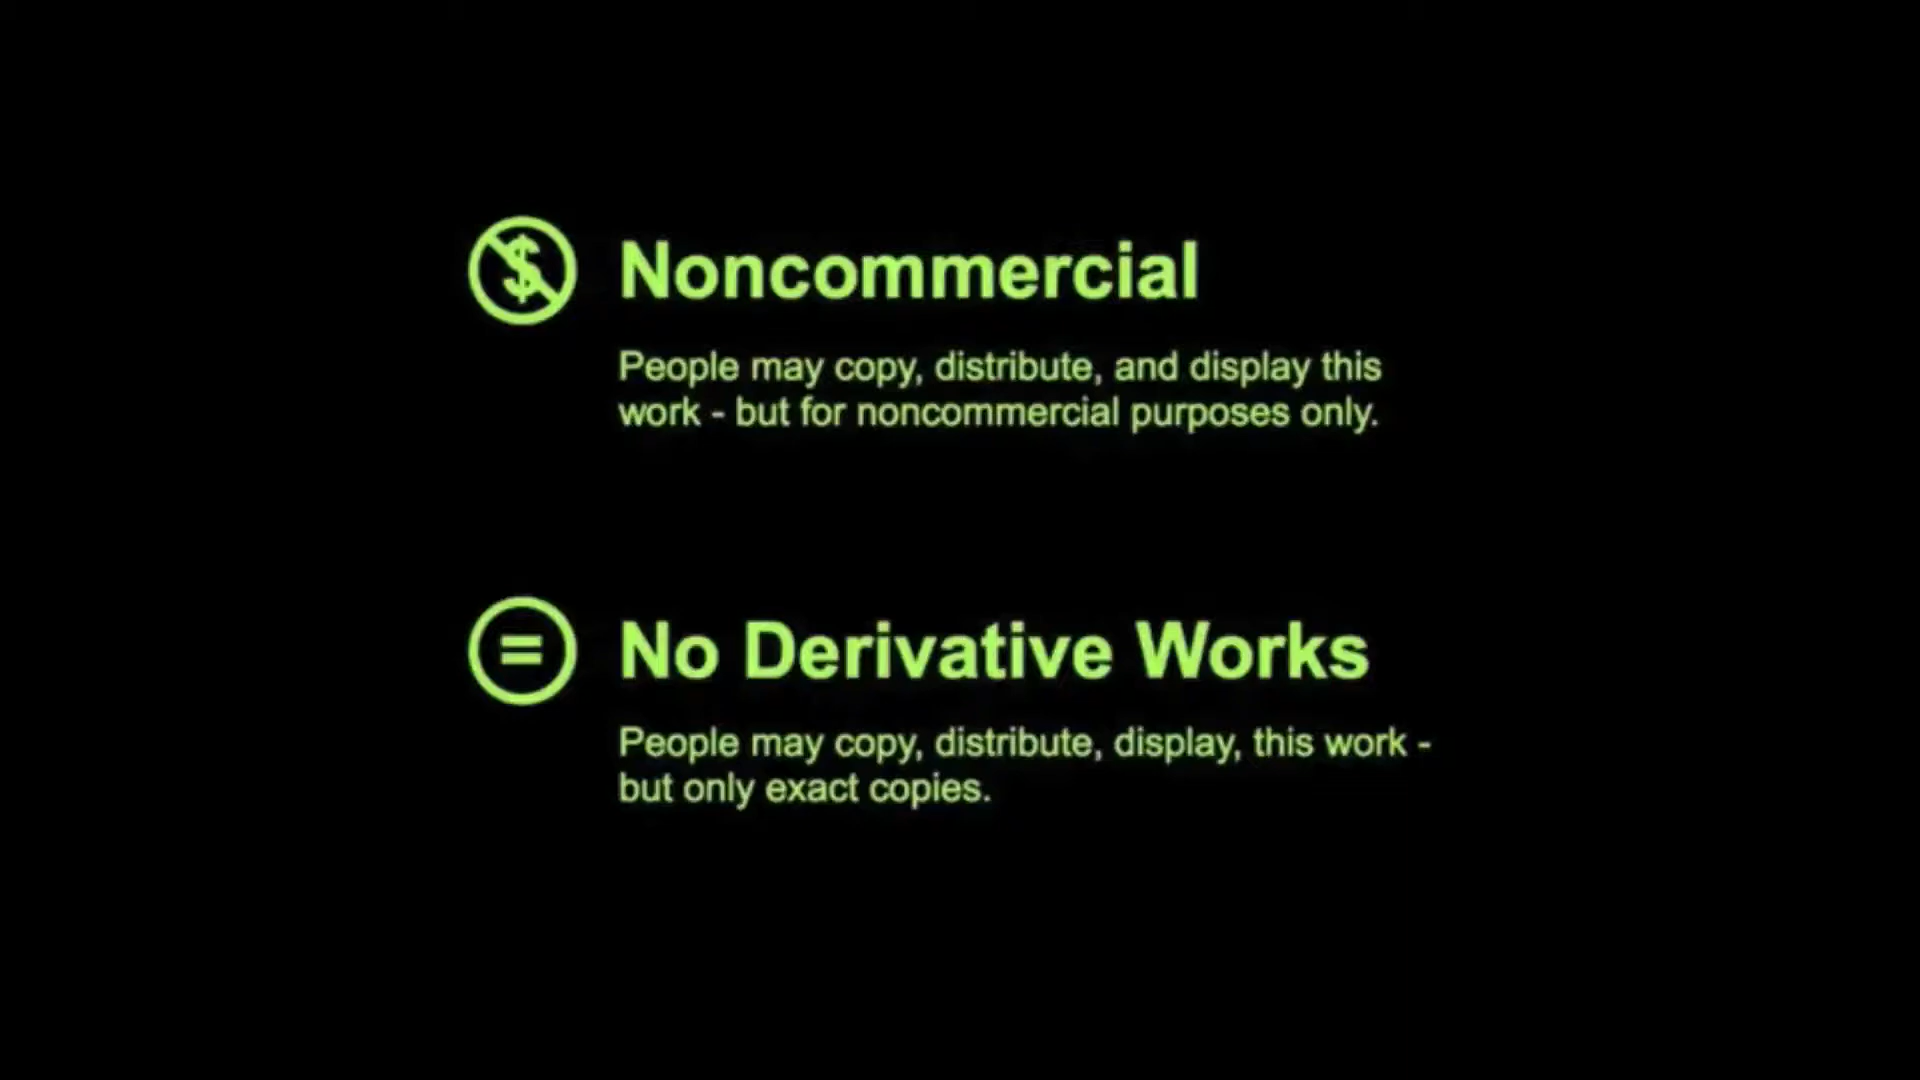 Noncommercial
People may copy, distribute, and display this
work - but for noncommercial purposes only.
No Derivative Works
People may copy, distribute, display, this work -
but only exact copies.